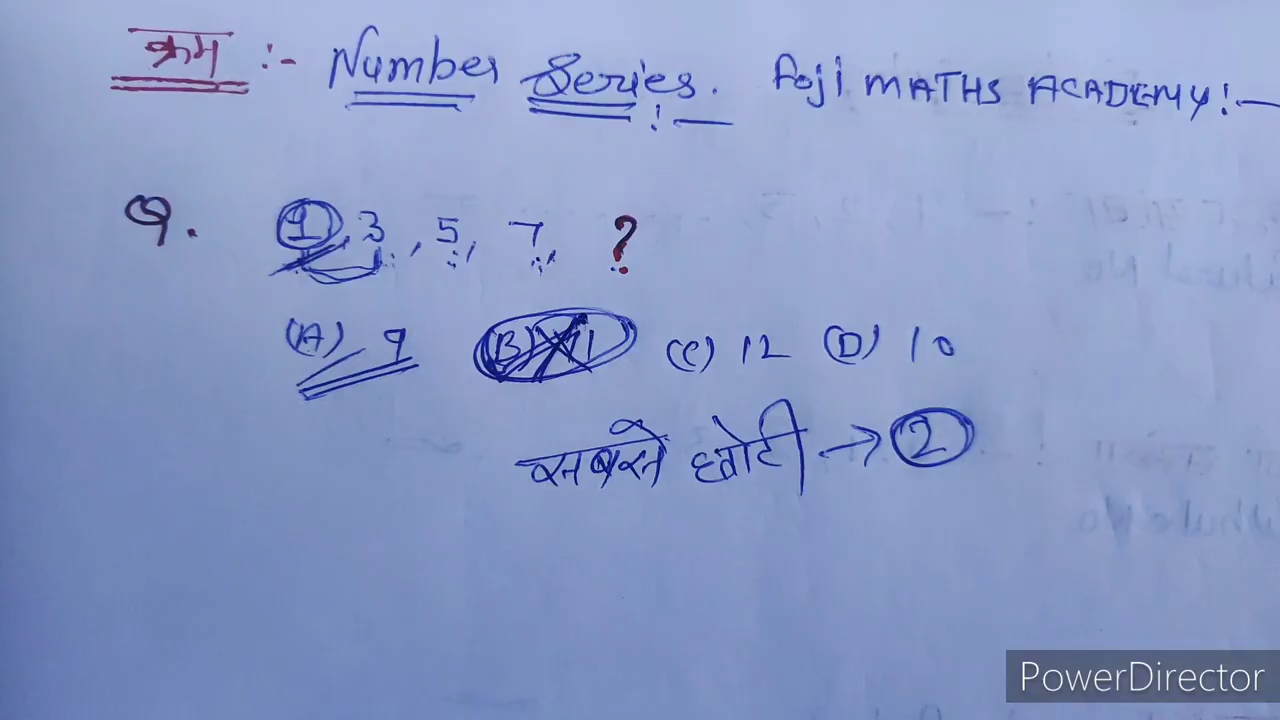 क्रम :- Number Series. Foji MATHS ACADEMY:-
:-
Q. 1, 3, 5, 7, ?
(A) 9 (B) 11 (C) 12 (D) 10
सबसे छोटी → 2
PowerDirector